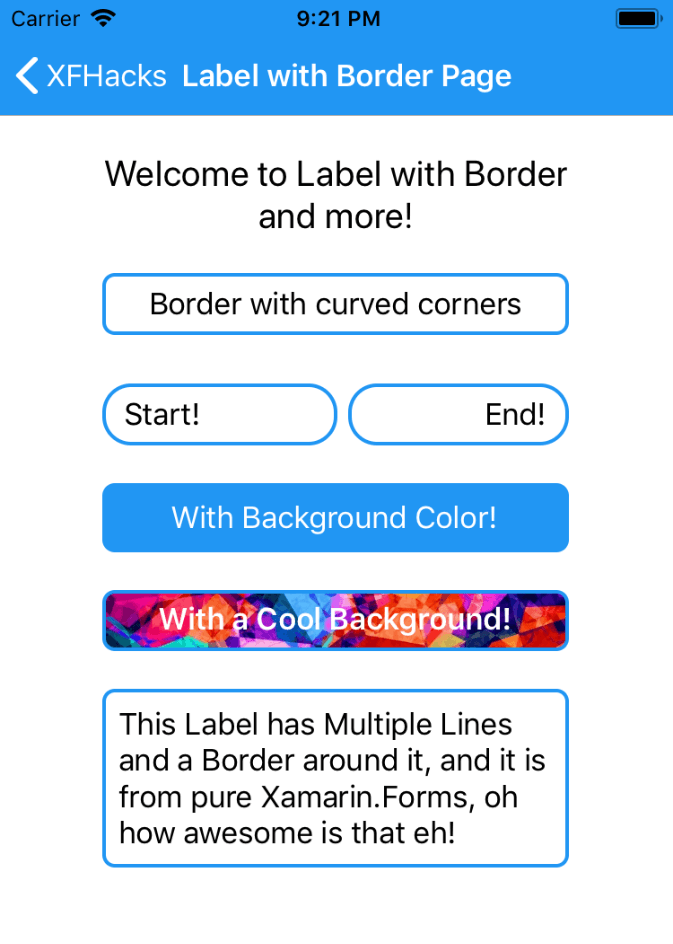 Carrier 9:21 PM
XFHacks Label with Border Page
Welcome to Label with Border
and more!
Border with curved corners
Start! End!
With Background Color!
With a Cool Background!
This Label has Multiple Lines
and a Border around it, and it is
from pure Xamarin.Forms, oh
how awesome is that eh!